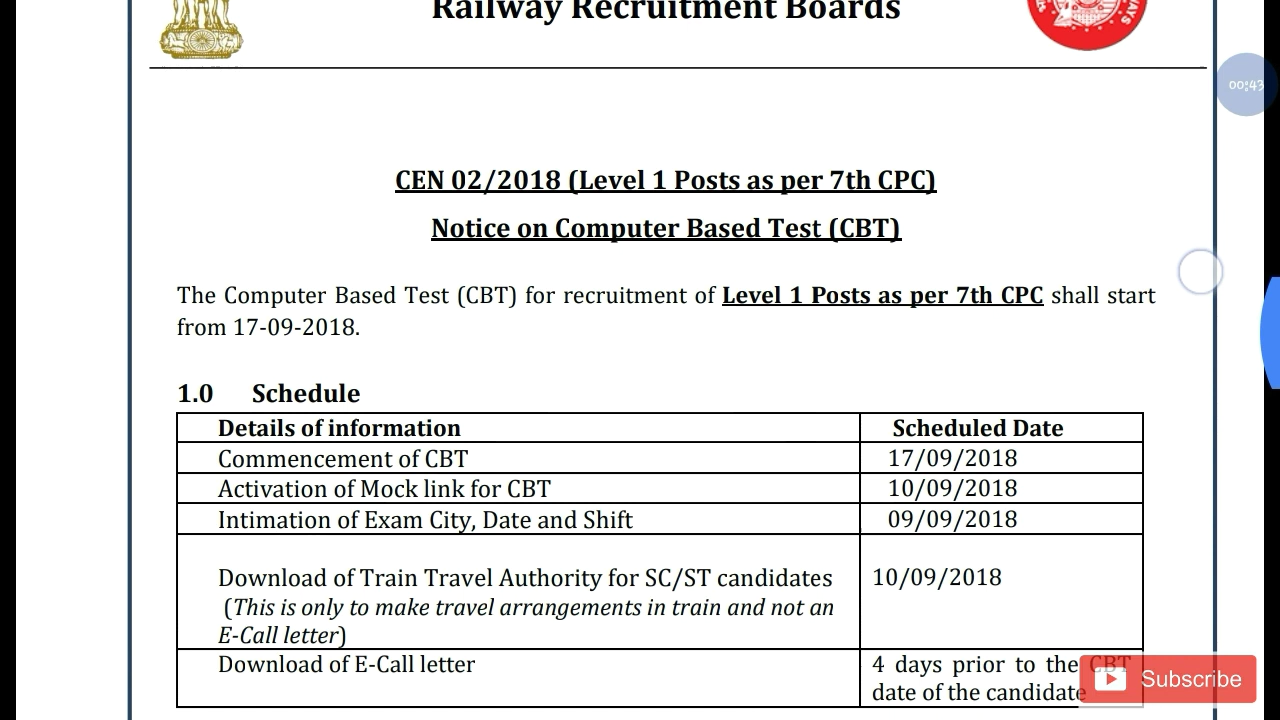 Railway Recruitment Boards
00:43
CEN 02/2018 (Level 1 Posts as per 7th CPC)
Notice on Computer Based Test (CBT)
The Computer Based Test (CBT) for recruitment of Level 1 Posts as per 7th CPC shall start
from 17-09-2018.
1.0 Schedule
Details of information Scheduled Date
Commencement of CBT 17/09/2018
Activation of Mock link for CBT 10/09/2018
Intimation of Exam City, Date and Shift 09/09/2018
Download of Train Travel Authority for SC/ST candidates 10/09/2018
(This is only to make travel arrangements in train and not an
E-Call letter)
Download of E-Call letter 4 days prior to the CBT
date of the candidate
Subscribe